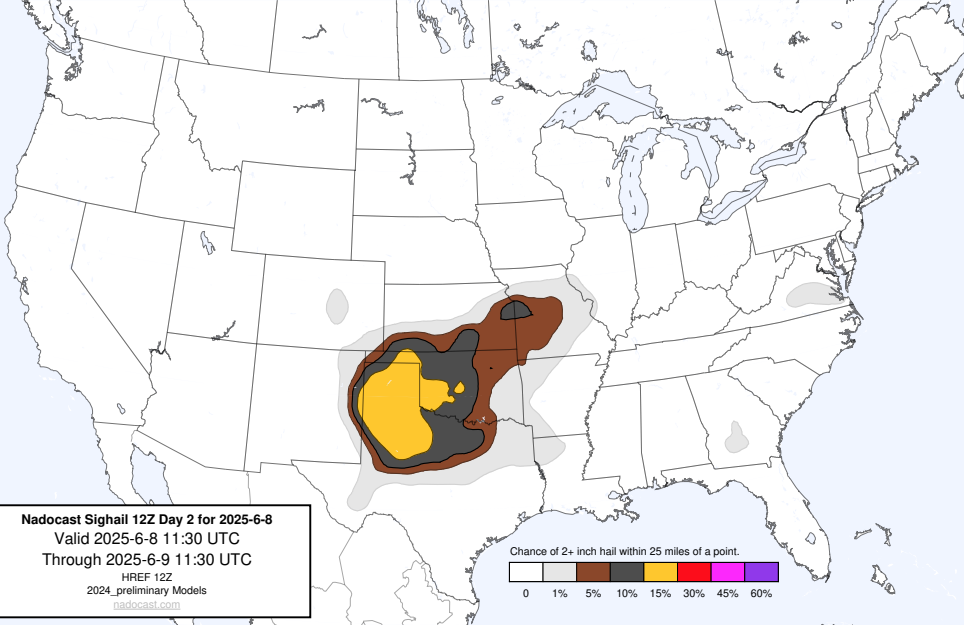 Nadocast Sighail 12Z Day 2 for 2025-6-8
Valid 2025-6-8 11:30 UTC
Through 2025-6-9 11:30 UTC
HREF 12Z
2024_preliminary Models
nadocast.com
Chance of 2+ inch hail within 25 miles of a point.
0 1% 5% 10% 15% 30% 45% 60%